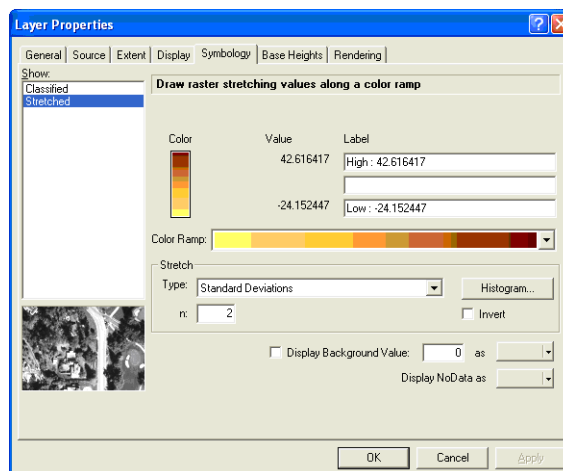 Layer Properties
General Source Extent Display Symbology Base Heights Rendering
Show:
Classified
Stretched
Draw raster stretching values along a color ramp
Color Value Label
42.616417 High : 42.616417
-24.152447 Low : -24.152447
Color Ramp:
Stretch
Type: Standard Deviations Histogram...
n: 2 Invert
Display Background Value: 0 as
Display NoData as
OK Cancel Apply